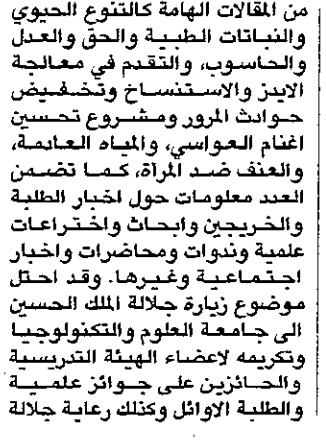 من المقالات الهامة كالتنوع الحيوي
والنباتات الطبية والحق والعدل
والحاسوب، والتقدم في معالجة
الايدز والاستنساخ وتخفيض
حوادث المرور ومشروع تحسين
اغنام العواسي، والمياه العادمة،
والعنف ضد المرأة، كما تضمن
العدد معلومات حول اخبار الطلبة
والخريجين وابحاث واختراعات
علمية وندوات ومحاضرات واخبار
اجتماعية وغيرها. وقد احتل
موضوع زيارة جلالة الملك الحسين
الى جامعة العلوم والتكنولوجيا
وتكريمه لاعضاء الهيئة التدريسية
والحائزين على جوائز علمية
والطلبة الاوائل وكذلك رعاية جلالة